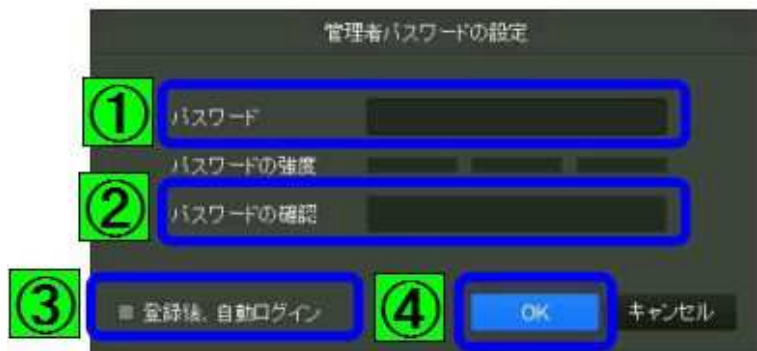 管理者パスワードの設定
① パスワード
パスワードの強度
② パスワードの確認
③ 登録後、自動ログイン ④ OK キャンセル